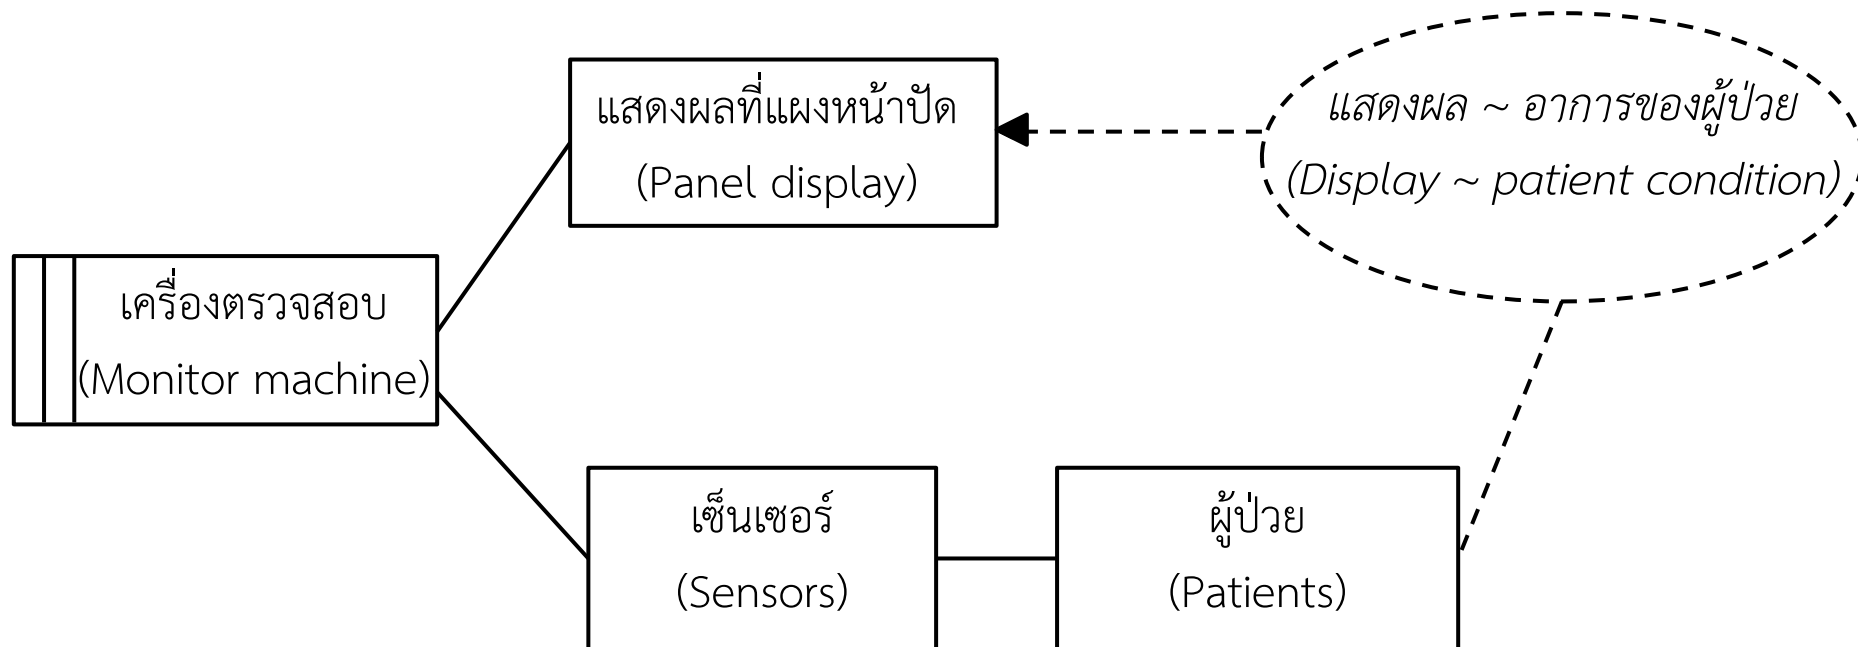 แสดงผลที่แผงหน้าปัด
(Panel display)
แสดงผล ~ อาการของผู้ป่วย
(Display ~ patient condition)
เครื่องตรวจสอบ
(Monitor machine)
เซ็นเซอร์
(Sensors)
ผู้ป่วย
(Patients)